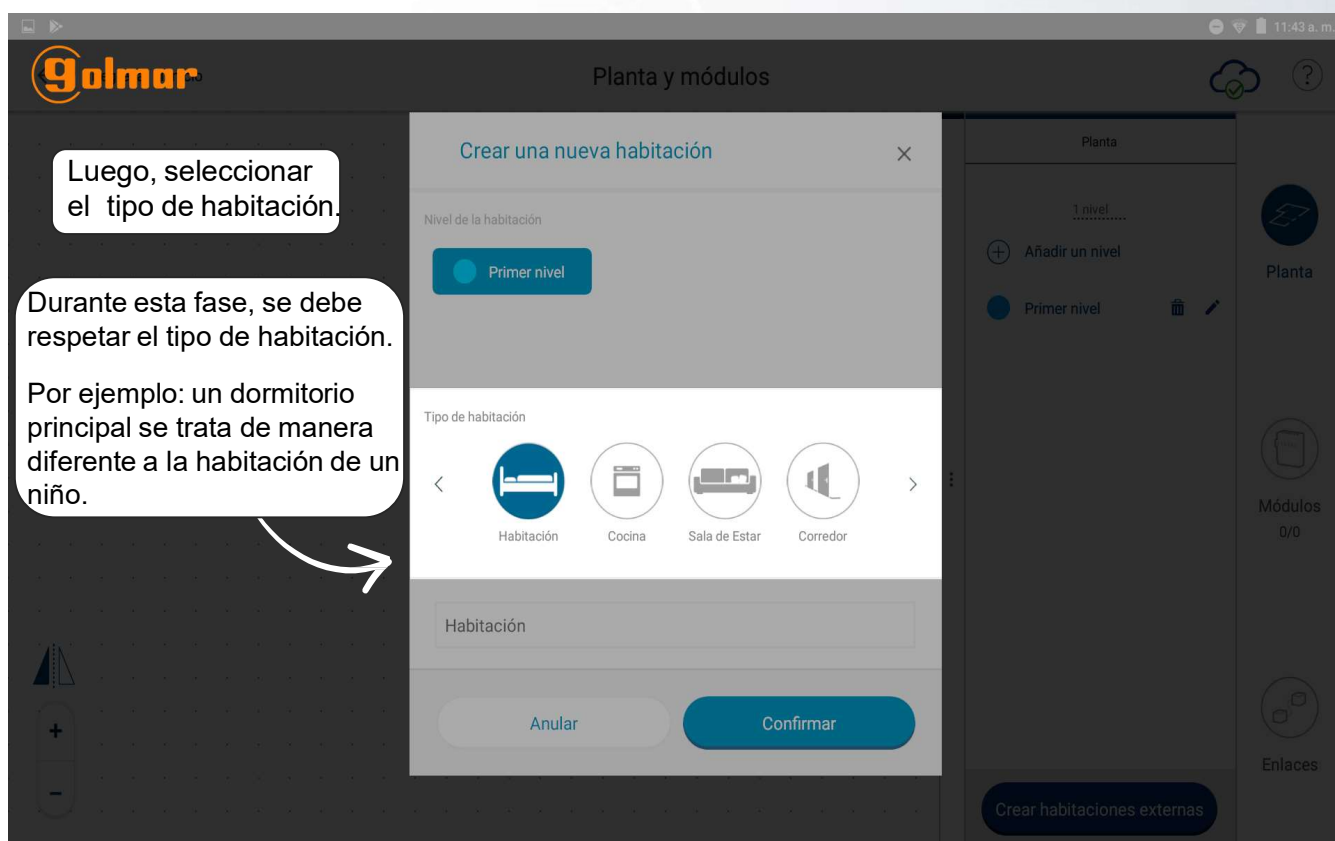 11:43 a. m.
golmar
Planta y módulos
?
Luego, seleccionar
el tipo de habitación.
Durante esta fase, se debe
respetar el tipo de habitación.
Por ejemplo: un dormitorio
principal se trata de manera
diferente a la habitación de un
niño.
Crear una nueva habitación
Nivel de la habitación
Primer nivel
Tipo de habitación
Habitación
Cocina
Sala de Estar
Corredor
Habitación
Anular
Confirmar
Planta
1 nivel
Añadir un nivel
Primer nivel
Crear habitaciones externas
Planta
Módulos
0/0
Enlaces